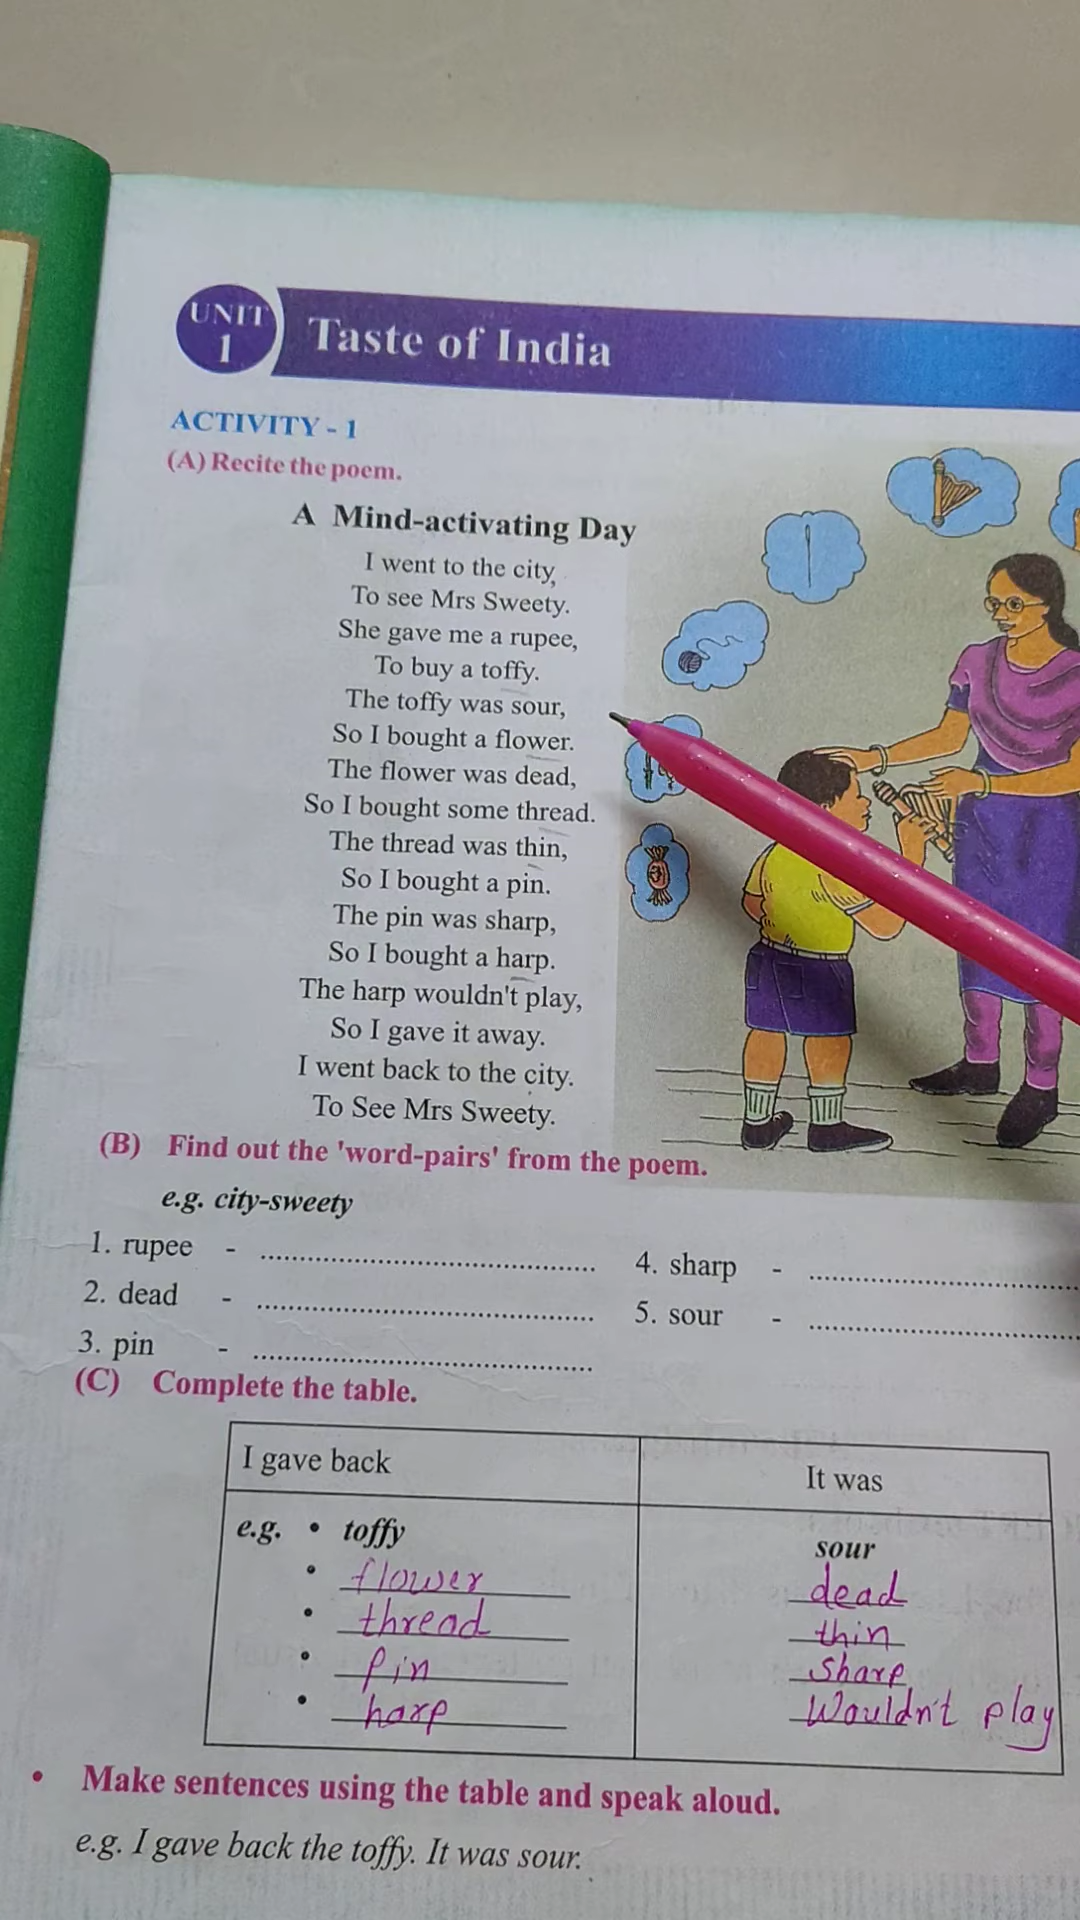 UNIT
1
Taste of India
ACTIVITY - 1
(A) Recite the poem.
A Mind-activating Day
I went to the city,
To see Mrs Sweety.
She gave me a rupee,
To buy a toffy.
The toffy was sour,
So I bought a flower.
The flower was dead,
So I bought some thread.
The thread was thin,
So I bought a pin.
The pin was sharp,
So I bought a harp.
The harp wouldn't play,
So I gave it away.
I went back to the city.
To See Mrs Sweety.
(B) Find out the 'word-pairs' from the poem.
e.g. city-sweety
1. rupee - ........................................
4. sharp - ........................................
2. dead - ........................................
5. sour - ........................................
3. pin - ........................................
(C) Complete the table.
I gave back
It was
e.g. • toffy
sour
• flower
dead
• thread
thin
• pin
sharp
• harp
Wouldn't play
• Make sentences using the table and speak aloud.
e.g. I gave back the toffy. It was sour.